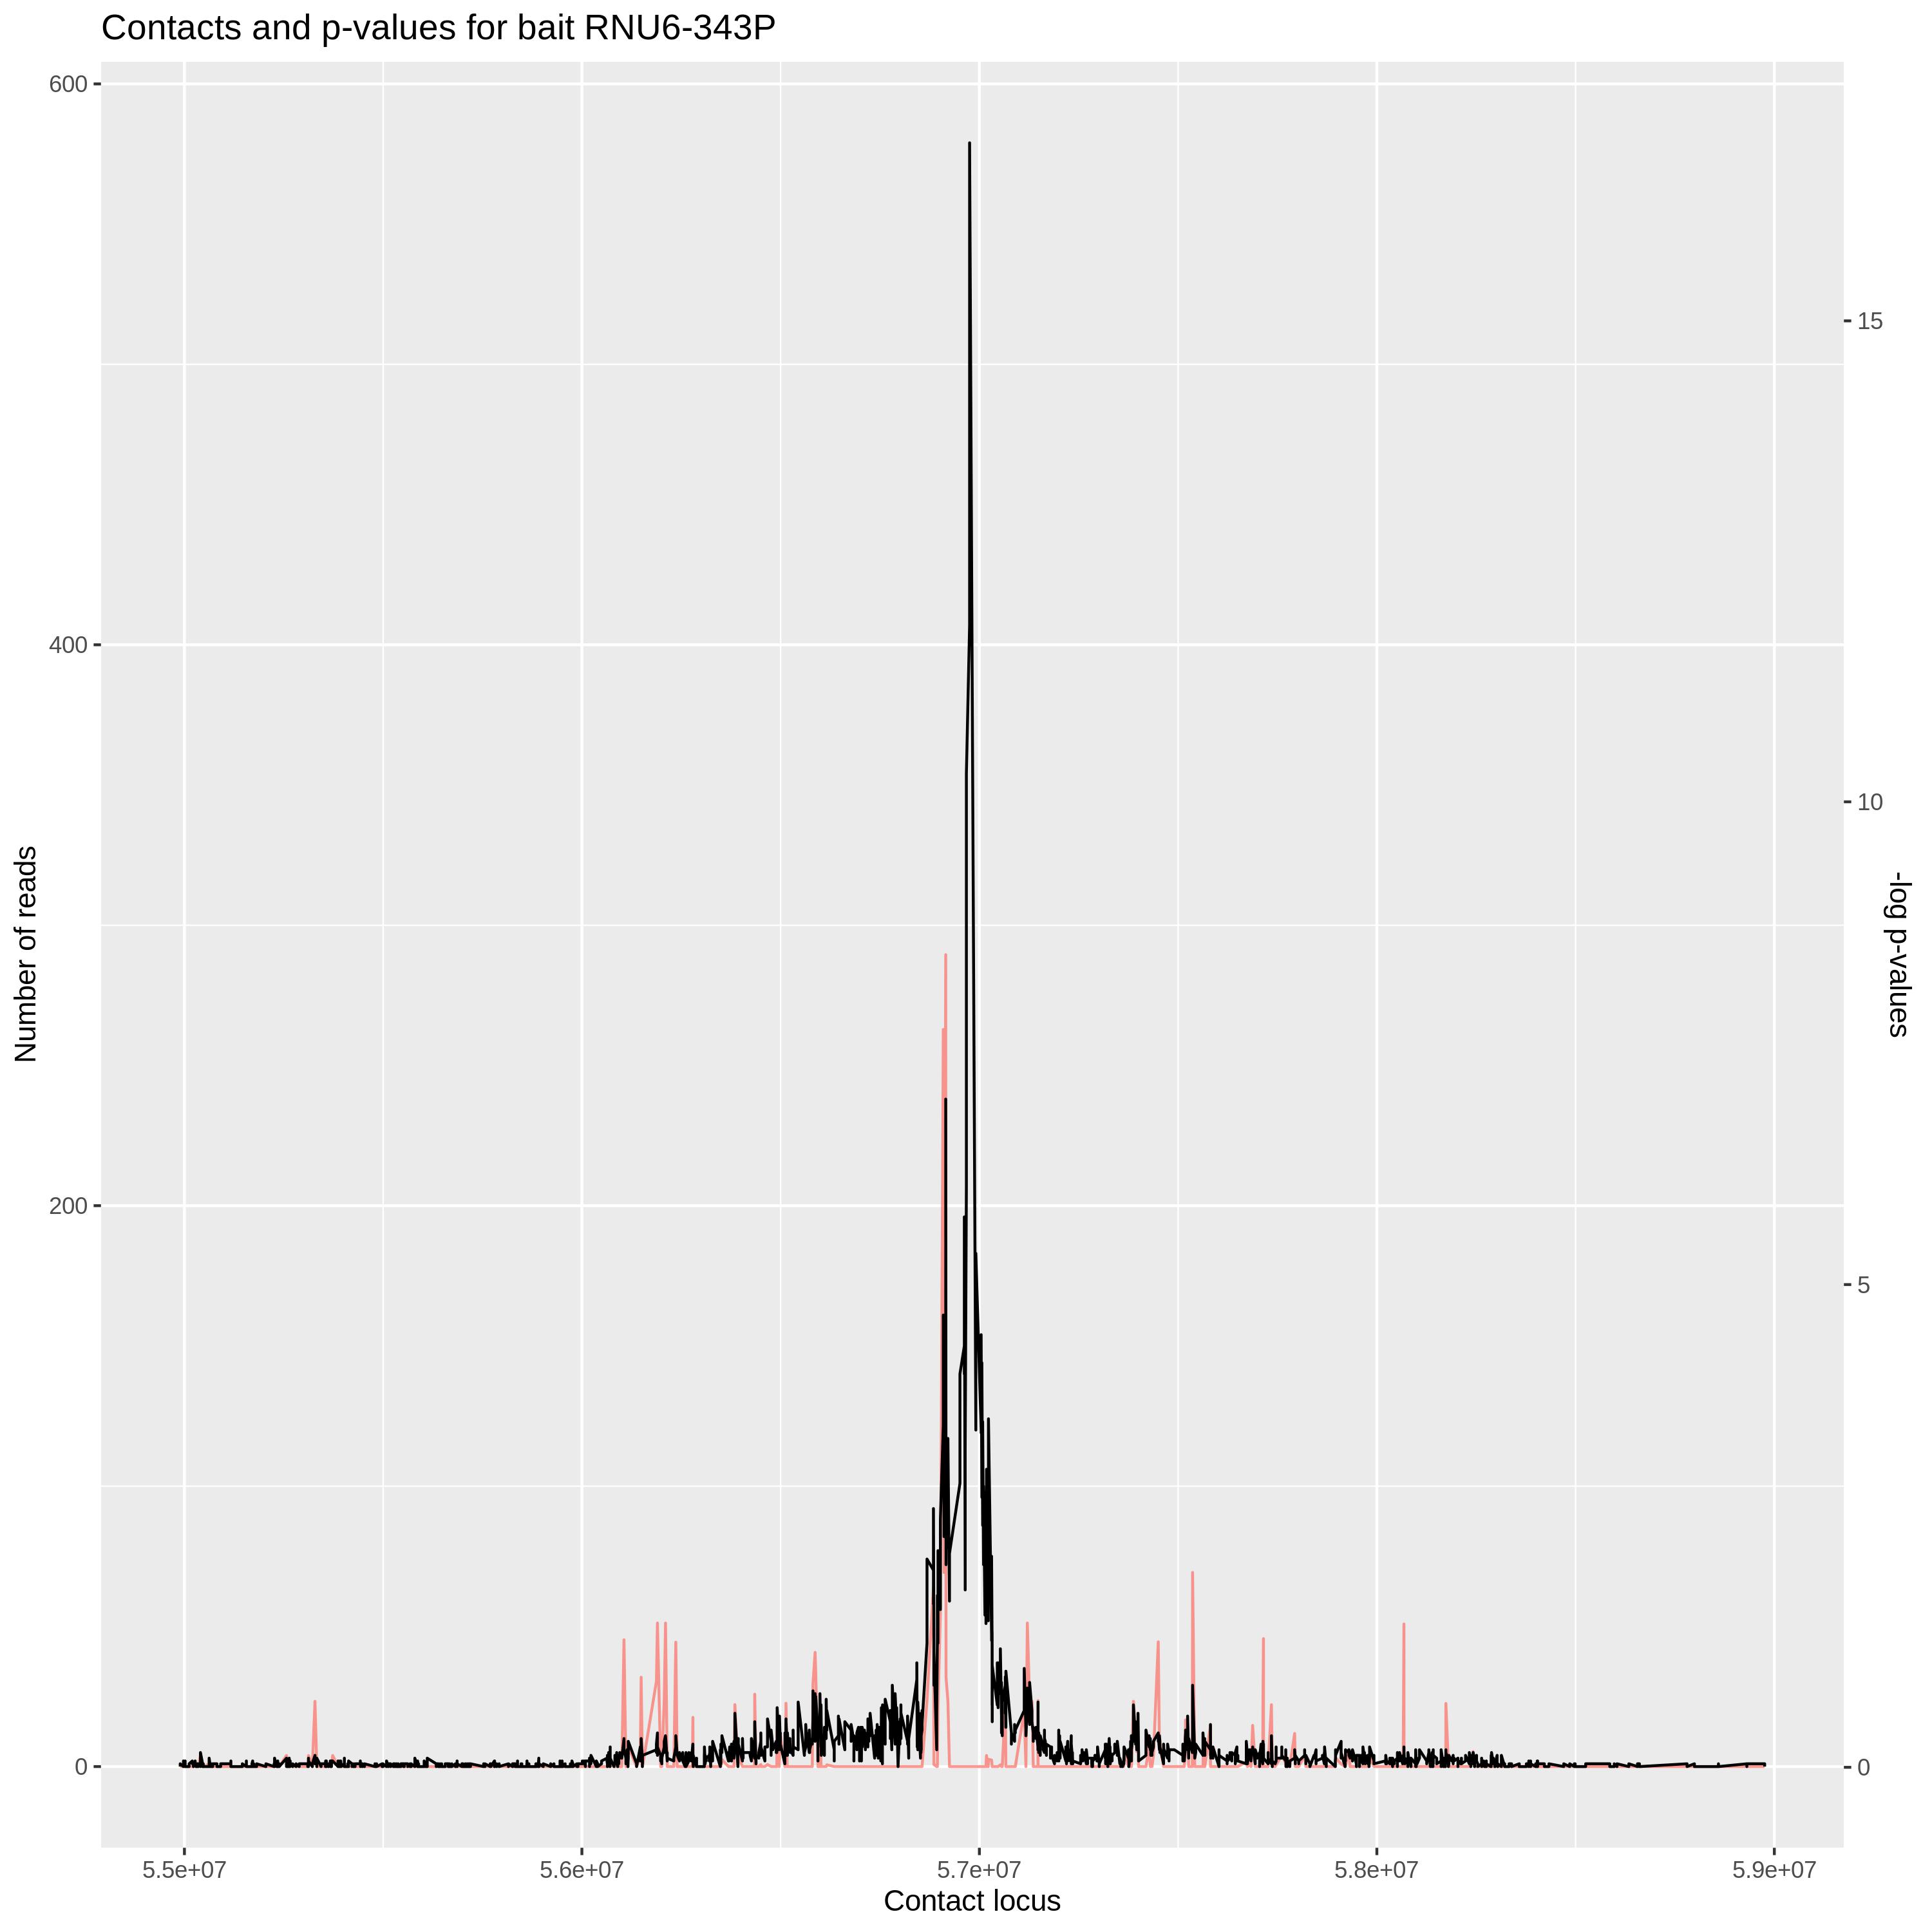 Contacts and p-values for bait RNU6-343P
600
400
200
0
Number of reads
15
10
5
0
-log p-values
5.5e+07 5.6e+07 5.7e+07 5.8e+07 5.9e+07
Contact locus